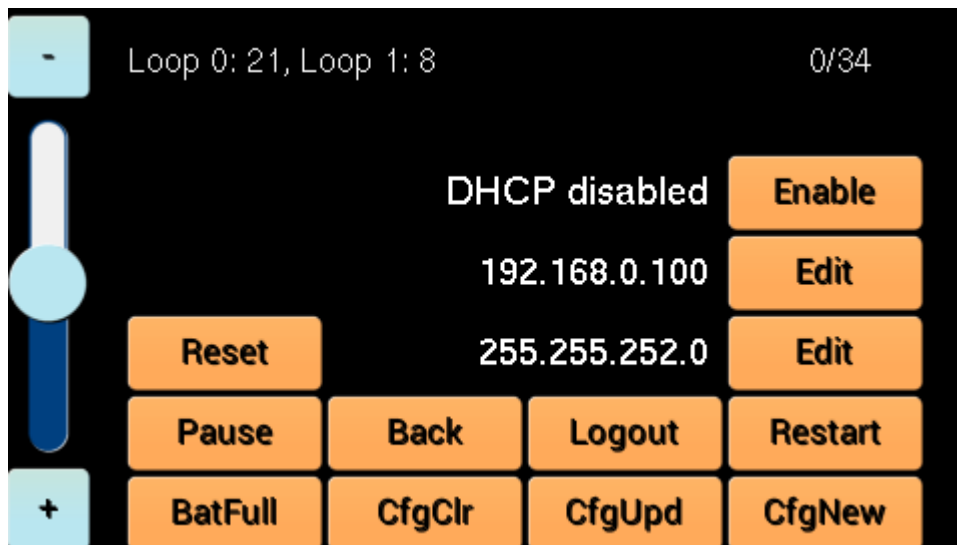 - Loop 0: 21, Loop 1: 8 0/34
DHCP disabled Enable
192.168.0.100 Edit
Reset 255.255.252.0 Edit
Pause Back Logout Restart
+ BatFull CfgClr CfgUpd CfgNew